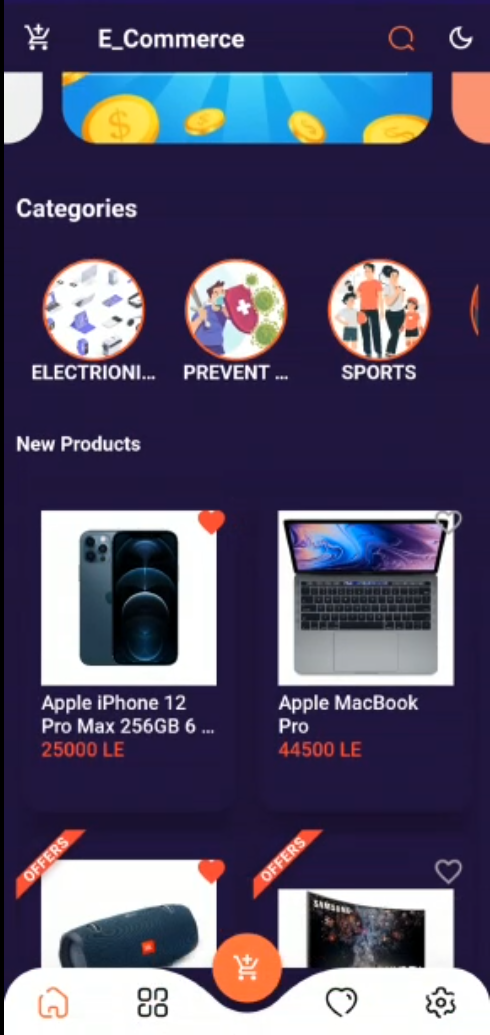 E_Commerce
Categories
ELECTRIONI...
PREVENT ...
SPORTS
New Products
Apple iPhone 12
Pro Max 256GB 6 ...
25000 LE
Apple MacBook
Pro
44500 LE
OFFERS
JBL
OFFERS
SAMSUNG